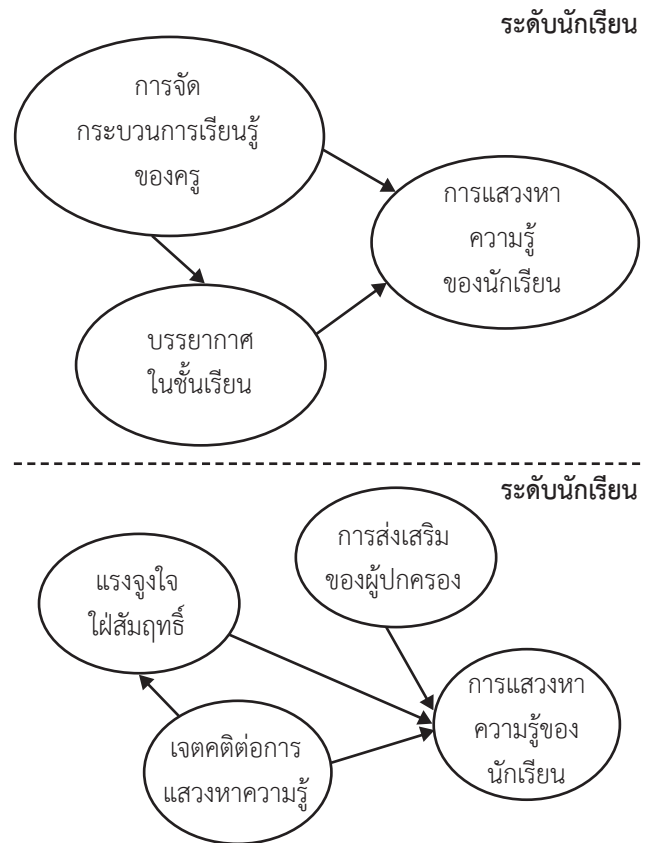 ระดับนักเรียน
การจัด
กระบวนการเรียนรู้
ของครู
การแสวงหา
ความรู้
ของนักเรียน
บรรยากาศ
ในชั้นเรียน
ระดับนักเรียน
การส่งเสริม
ของผู้ปกครอง
แรงจูงใจ
ใฝ่สัมฤทธิ์
การแสวงหา
ความรู้ของ
นักเรียน
เจตคติต่อการ
แสวงหาความรู้